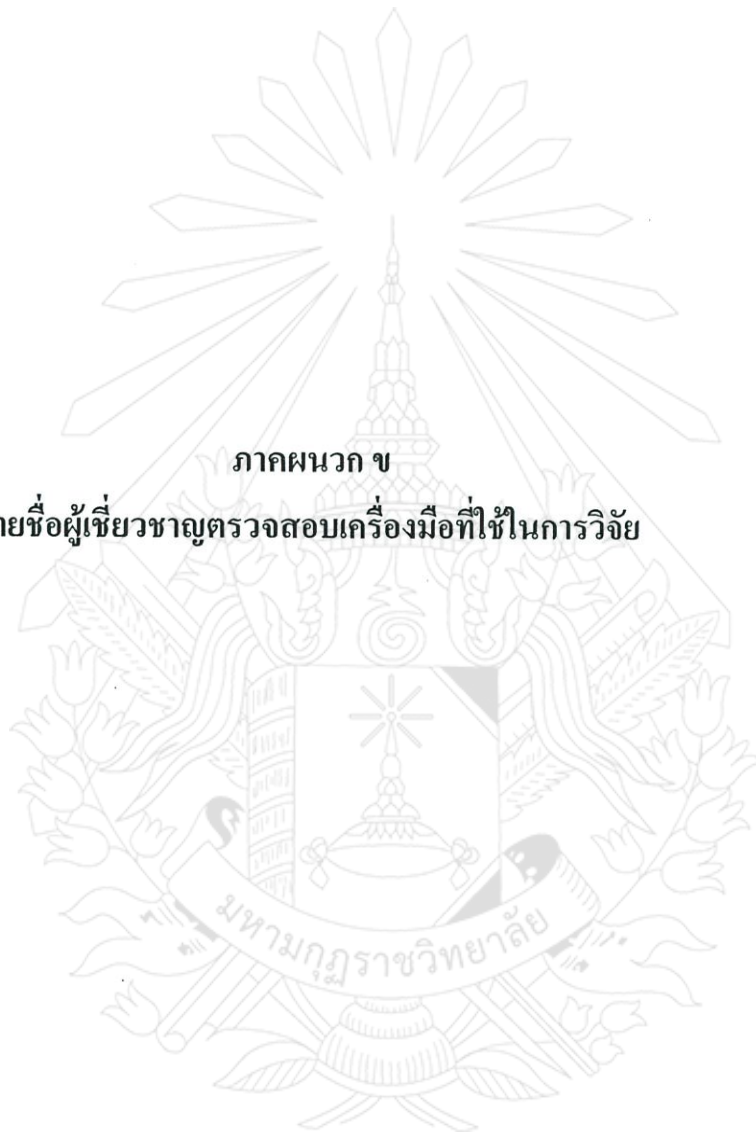 ภาคผนวก ข
ายชื่อผู้เชี่ยวชาญตรวจสอบเครื่องมือที่ใช้ในการวิจัย
มหามกุฏราชวิทยาลัย